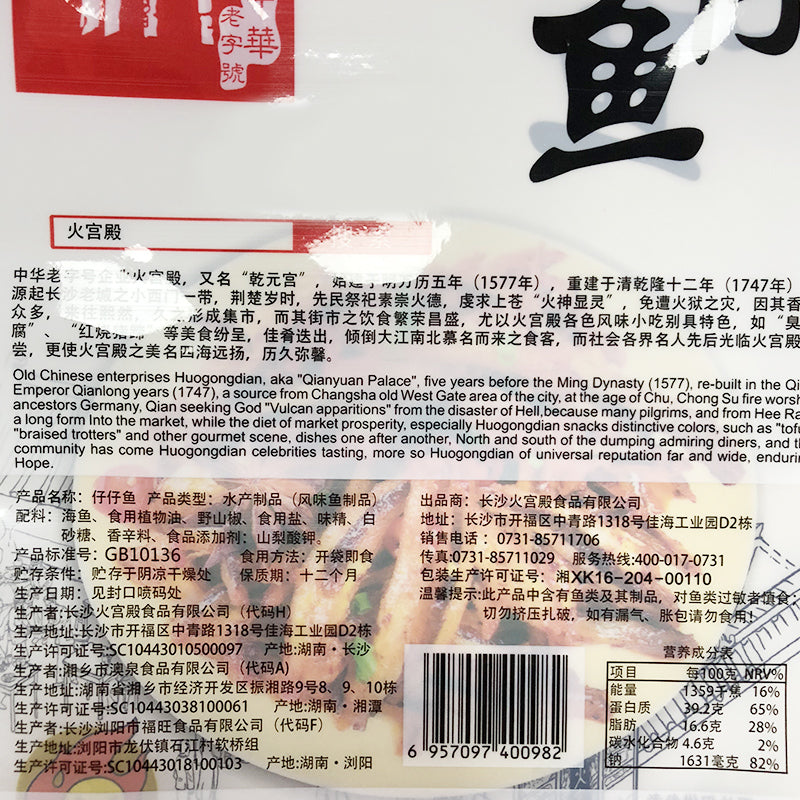 中华
老字號
鱼
火宫殿
中华老字号企业火宫殿,又名“乾元宫”,始建于明万历五年(1577年),重建于清乾隆十二年(1747年)
源起长沙老城之小西门一带,荆楚岁时,先民祭祀素崇火德,虔求上苍“火神显灵”,免遭火狱之灾,因其香
众多,来往熙然,久之形成集市,而其街市之饮食繁荣昌盛,尤以火宫殿各色风味小吃别具特色,如“臭
腐”、“红烧猪蹄”等美食纷呈,佳肴迭出,倾倒大江南北慕名而来之食客,而社会各界名人先后光临火宫殿
尝,更使火宫殿之美名四海远扬,历久弥馨。
Old Chinese enterprises Huogongdian, aka "Qianyuan Palace", five years before the Ming Dynasty (1577), re-built in the Qi
Emperor Qianlong years (1747), a source from Changsha old West Gate area of the city, at the age of Chu, Chong Su fire worsh
ancestors Germany, Qian seeking God "Vulcan apparitions" from the disaster of Hell,because many pilgrims, and from Hee Ra
a long form Into the market, while the diet of market prosperity, especially Huogongdian snacks distinctive colors, such as "tofu
"braised trotters" and other gourmet scene, dishes one after another, North and south of the dumping admiring diners, and th
community has come Huogongdian celebrities tasting, more so Huogongdian of universal reputation far and wide, endurin
Hope.
产品名称:仔仔鱼 产品类型:水产制品(风味鱼制品)
配料:海鱼、食用植物油、野山椒、食用盐、味精、白
砂糖、香辛料、食品添加剂:山梨酸钾。
产品标准号:GB10136 食用方法:开袋即食
贮存条件:贮存于阴凉干燥处 保质期:十二个月
生产日期:见封口喷码处
生产者:长沙火宫殿食品有限公司(代码H)
生产地址:长沙市开福区中青路1318号佳海工业园D2栋
生产许可证号:SC10443010500097 产地:湖南·长沙
生产者:湘乡市澳泉食品有限公司(代码A)
生产地址:湖南省湘乡市经济开发区振湘路9号8、9、10栋
生产许可证号:SC10443038100061 产地:湖南·湘潭
生产者:长沙浏阳市福旺食品有限公司(代码F)
生产地址:浏阳市龙伏镇石江村软桥组
生产许可证号:SC10443018100103 产地:湖南·浏阳
出品商:长沙火宫殿食品有限公司
地址:长沙市开福区中青路1318号佳海工业园D2栋
销售电话:0731-85711706
传真:0731-85711029 服务热线:400-017-0731
包装生产许可证号:湘XK16-204-00110
温馨提示:此产品中含有鱼类及其制品,对鱼类过敏者慎食;
切勿挤压扎破,如有漏气、胀包请勿食用!
6 957097 400982
营养成分表
项目 每100克 NRV%
能量 1359千焦 16%
蛋白质 39.2克 65%
脂肪 16.6克 28%
碳水化合物 4.6克 2%
钠 1631毫克 82%